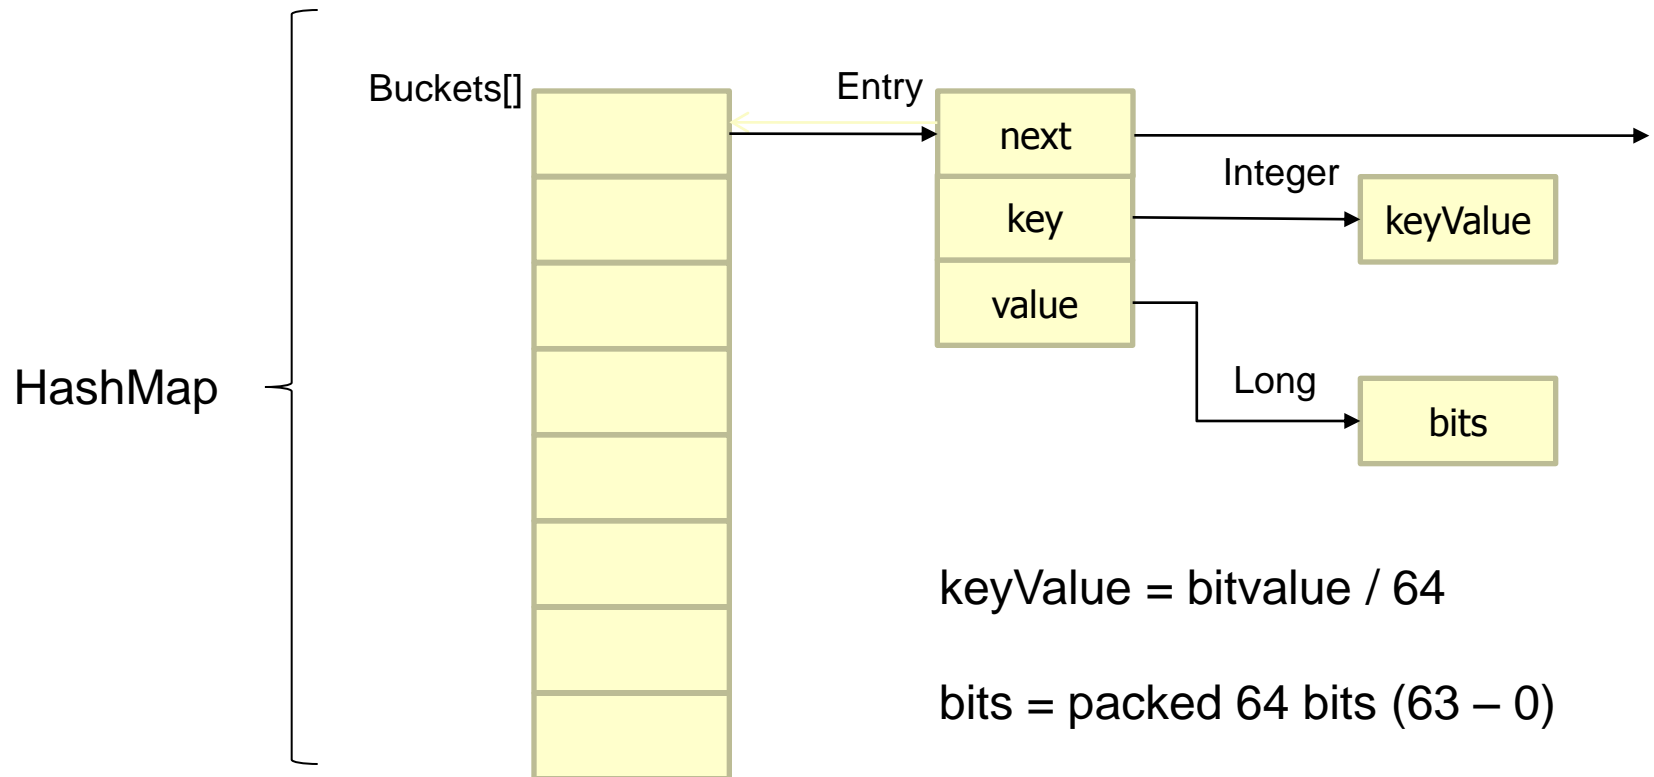 Buckets[]
Entry
next
Integer
key
keyValue
value
HashMap
Long
bits
keyValue = bitvalue / 64
bits = packed 64 bits (63 – 0)